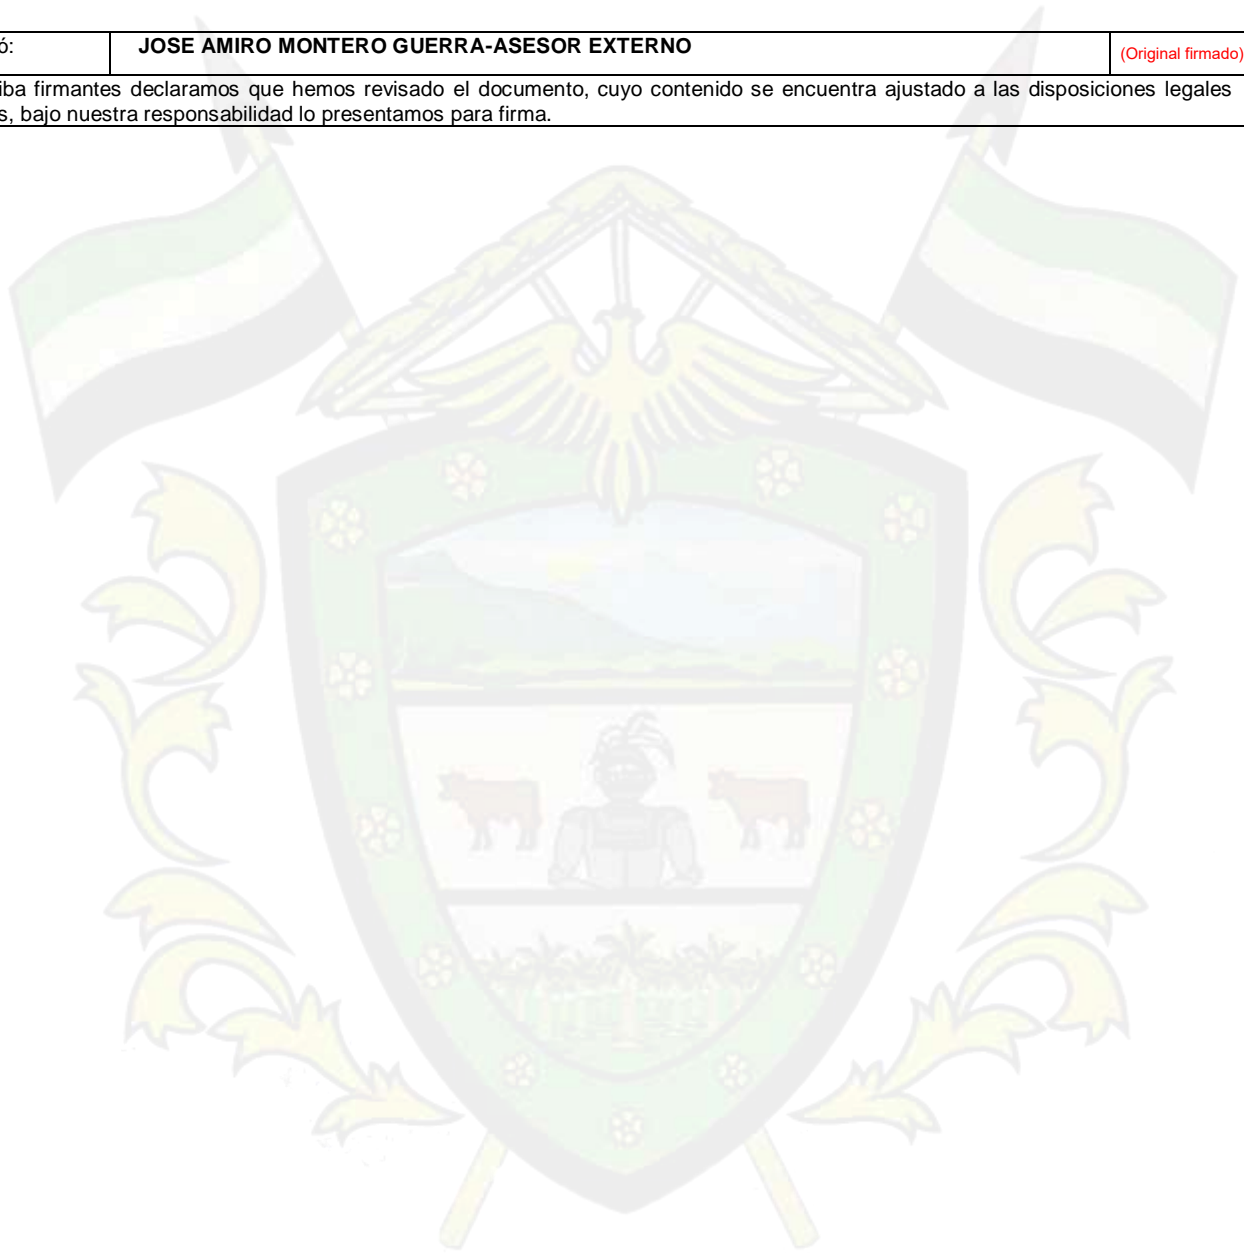 ó: JOSE AMIRO MONTERO GUERRA-ASESOR EXTERNO (Original firmado)
iba firmantes declaramos que hemos revisado el documento, cuyo contenido se encuentra ajustado a las disposiciones legales
s, bajo nuestra responsabilidad lo presentamos para firma.